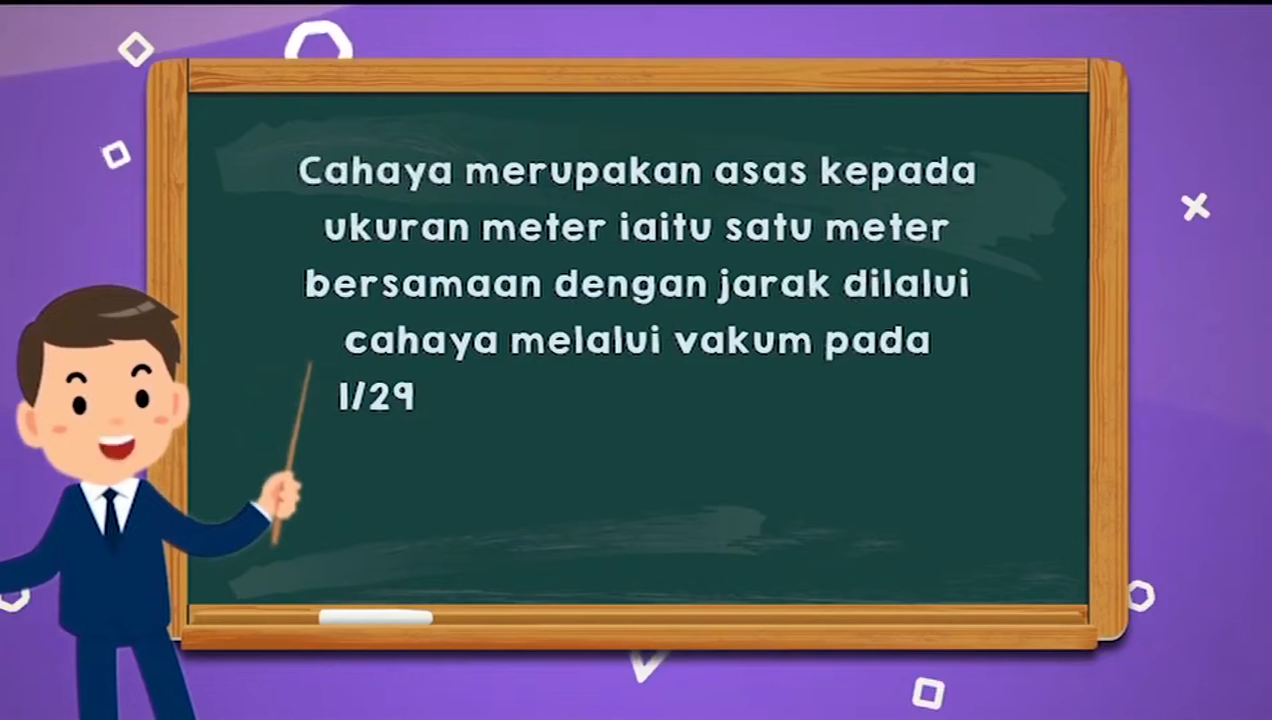 Cahaya merupakan asas kepada
ukuran meter iaitu satu meter
bersamaan dengan jarak dilalui
cahaya melalui vakum pada
1/29